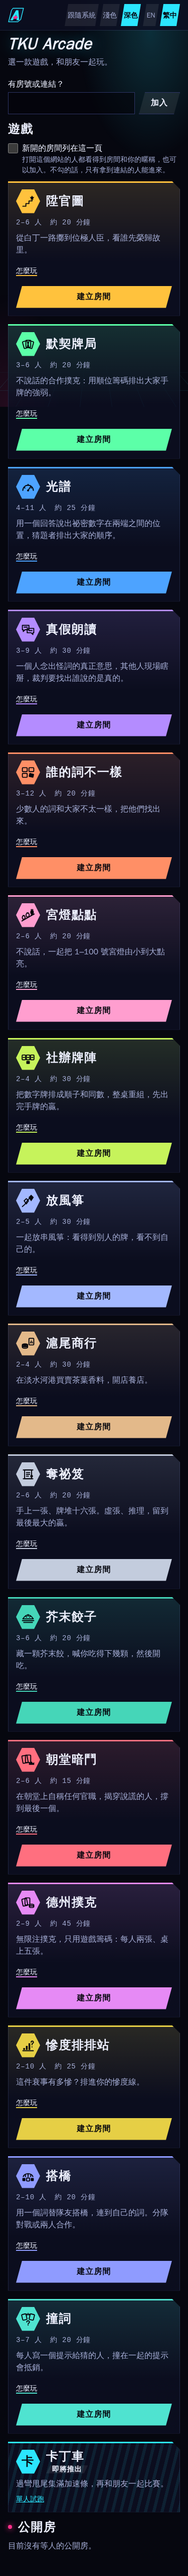 跟隨系統 淺色 深色 EN 繁中
TKU Arcade
選一款遊戲，和朋友一起玩。
有房號或連結？
加入
遊戲
新開的房間列在這一頁
打開這個網站的人都看得到房間和你的暱稱，也可
以加入。不勾的話，只有拿到連結的人能進來。
陞官圖
2–6 人 約 20 分鐘
從白丁一路擲到位極人臣，看誰先榮歸故
里。
怎麼玩
建立房間
默契牌局
3–6 人 約 20 分鐘
不說話的合作撲克：用順位籌碼排出大家手
牌的強弱。
怎麼玩
建立房間
光譜
4–11 人 約 25 分鐘
用一個回答說出祕密數字在兩端之間的位
置，猜題者排出大家的順序。
怎麼玩
建立房間
真假朗讀
3–9 人 約 30 分鐘
一個人念出怪詞的真正意思，其他人現場瞎
掰，裁判要找出誰說的是真的。
怎麼玩
建立房間
誰的詞不一樣
3–12 人 約 20 分鐘
少數人的詞和大家不太一樣，把他們找出
來。
怎麼玩
建立房間
宮燈點點
2–6 人 約 20 分鐘
不說話，一起把 1–100 號宮燈由小到大點
亮。
怎麼玩
建立房間
社辦牌陣
2–4 人 約 30 分鐘
把數字牌排成順子和同數，整桌重組，先出
完手牌的贏。
怎麼玩
建立房間
放風箏
2–5 人 約 30 分鐘
一起放串風箏：看得到別人的牌，看不到自
己的。
怎麼玩
建立房間
滬尾商行
2–4 人 約 30 分鐘
在淡水河港買賣茶葉香料，開店養店。
怎麼玩
建立房間
奪祕笈
2–6 人 約 20 分鐘
手上一張、牌堆十六張。虛張、推理，留到
最後最大的贏。
怎麼玩
建立房間
芥末餃子
3–6 人 約 20 分鐘
藏一顆芥末餃，喊你吃得下幾顆，然後開
吃。
怎麼玩
建立房間
朝堂暗鬥
2–6 人 約 15 分鐘
在朝堂上自稱任何官職，揭穿說謊的人，撐
到最後一個。
怎麼玩
建立房間
德州撲克
2–9 人 約 45 分鐘
無限注撲克，只用遊戲籌碼：每人兩張、桌
上五張。
怎麼玩
建立房間
慘度排排站
2–10 人 約 25 分鐘
這件衰事有多慘？排進你的慘度線。
怎麼玩
建立房間
搭橋
2–10 人 約 20 分鐘
用一個詞替隊友搭橋，連到自己的詞。分隊
對戰或兩人合作。
怎麼玩
建立房間
撞詞
3–7 人 約 20 分鐘
每人寫一個提示給猜的人，撞在一起的提示
會抵銷。
怎麼玩
建立房間
卡 卡丁車
即將推出
過彎甩尾集滿加速條，再和朋友一起比賽。
單人試跑
公開房
目前沒有等人的公開房。